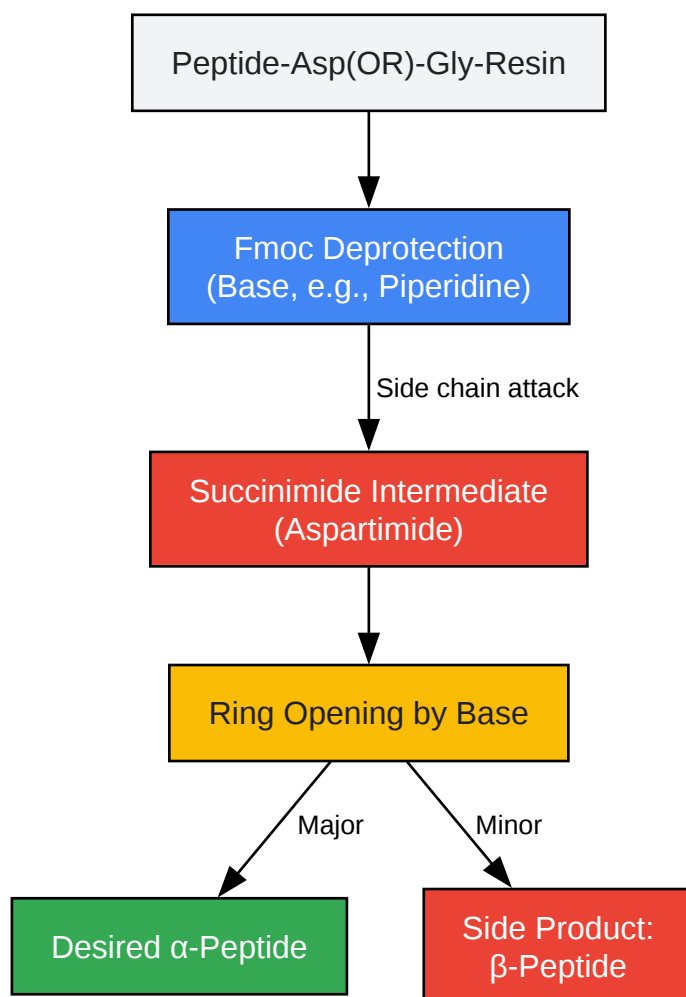 Peptide-Asp(OR)-Gly-Resin
Fmoc Deprotection
(Base, e.g., Piperidine)
Side chain attack
Succinimide Intermediate
(Aspartimide)
Ring Opening by Base
Major
Minor
Desired α-Peptide
Side Product:
β-Peptide